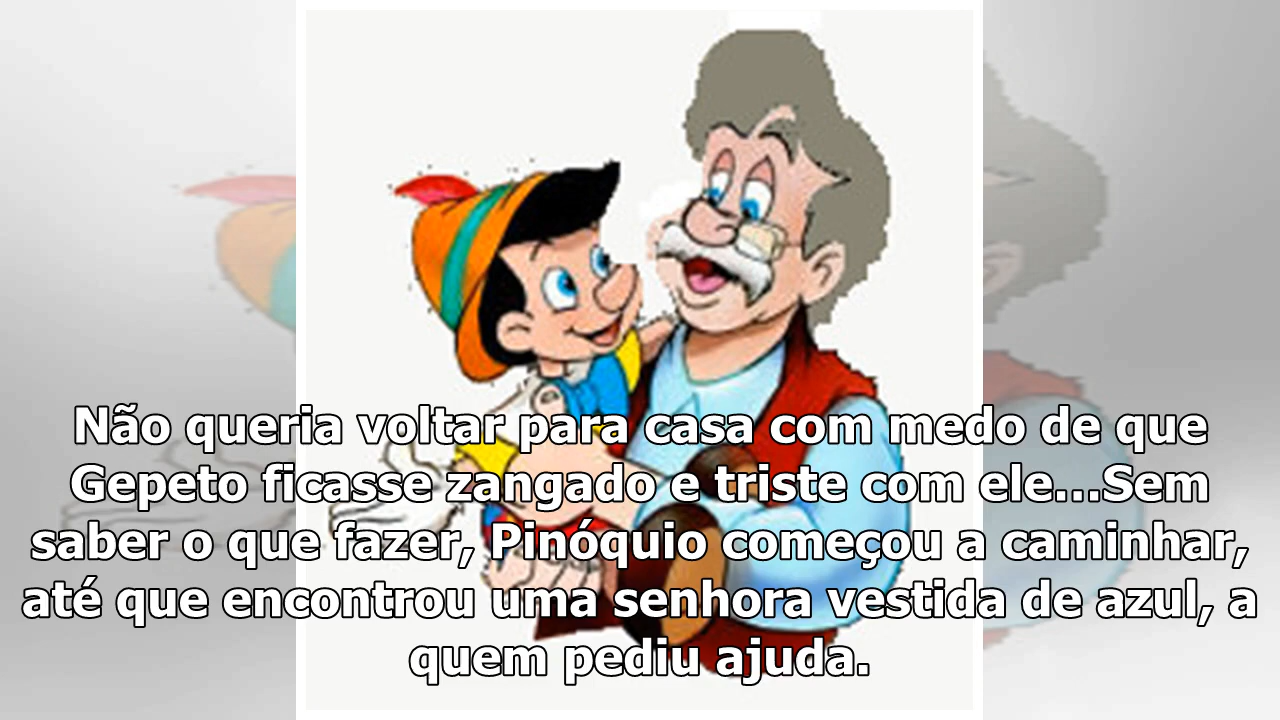 Não queria voltar para casa com medo de que
Gepeto ficasse zangado e triste com ele...Sem
saber o que fazer, Pinóquio começou a caminhar,
até que encontrou uma senhora vestida de azul, a
quem pediu ajuda.